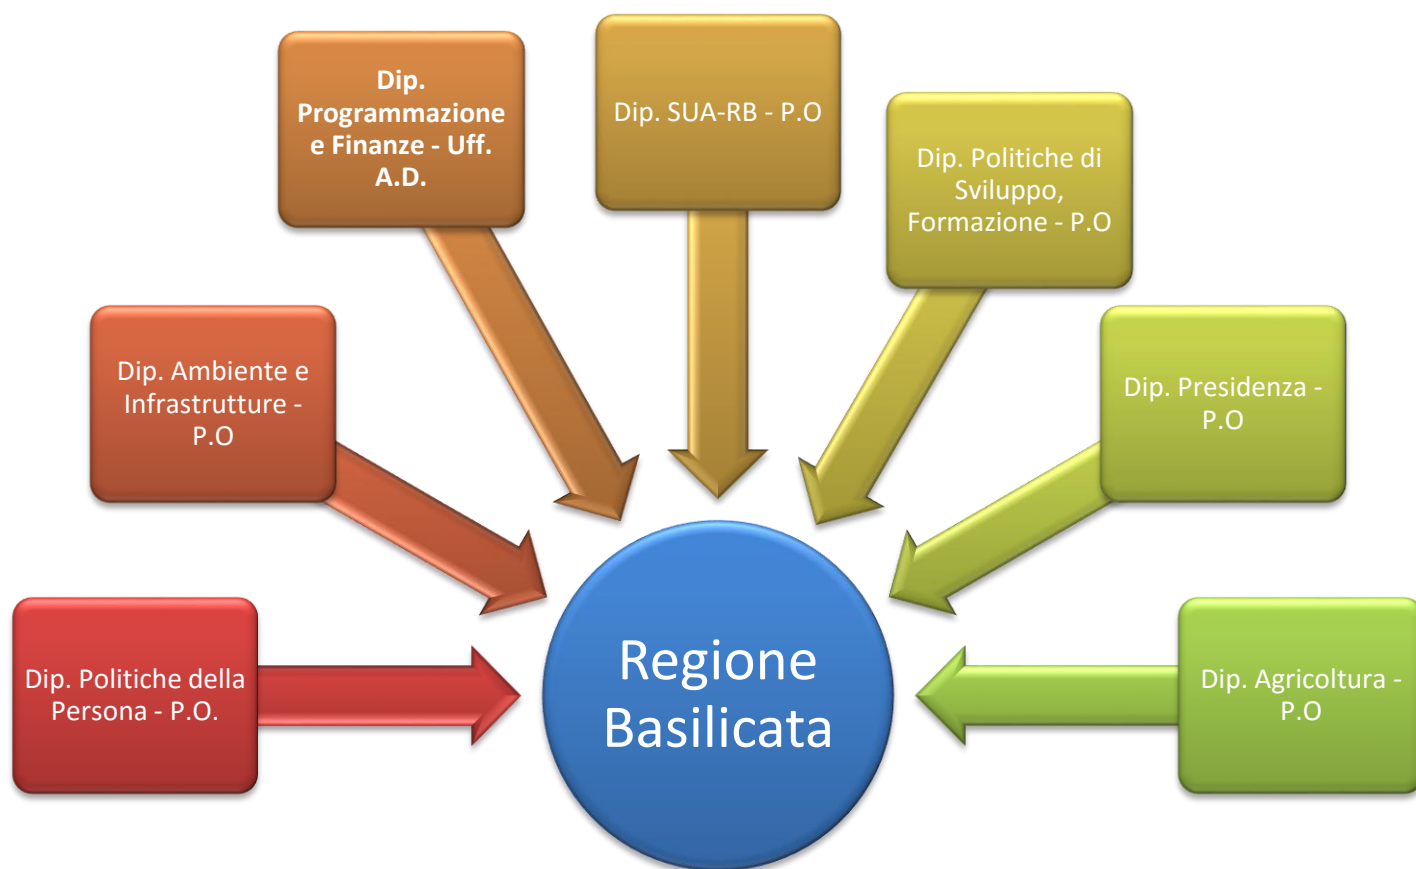 Dip.
Programmazione
e Finanze - Uff.
A.D.
Dip. SUA-RB - P.O
Dip. Politiche di
Sviluppo,
Formazione - P.O
Dip. Ambiente e
Infrastrutture -
P.O
Dip. Presidenza -
P.O
Dip. Politiche della
Persona - P.O.
Regione
Basilicata
Dip. Agricoltura -
P.O